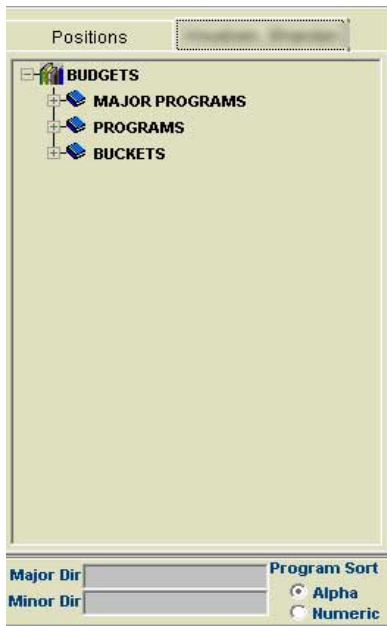 Positions
BUDGETS
MAJOR PROGRAMS
PROGRAMS
BUCKETS
Major Dir
Program Sort
Alpha
Minor Dir
Numeric